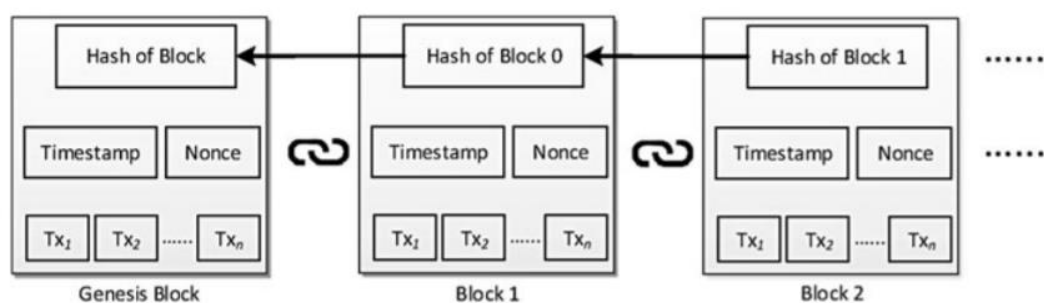 Hash of Block Hash of Block 0 Hash of Block 1 ......
Timestamp Nonce Timestamp Nonce Timestamp Nonce ......
Tx1 Tx2 ...... Txn Tx1 Tx2 ...... Txn Tx1 Tx2 ...... Txn
Genesis Block Block 1 Block 2